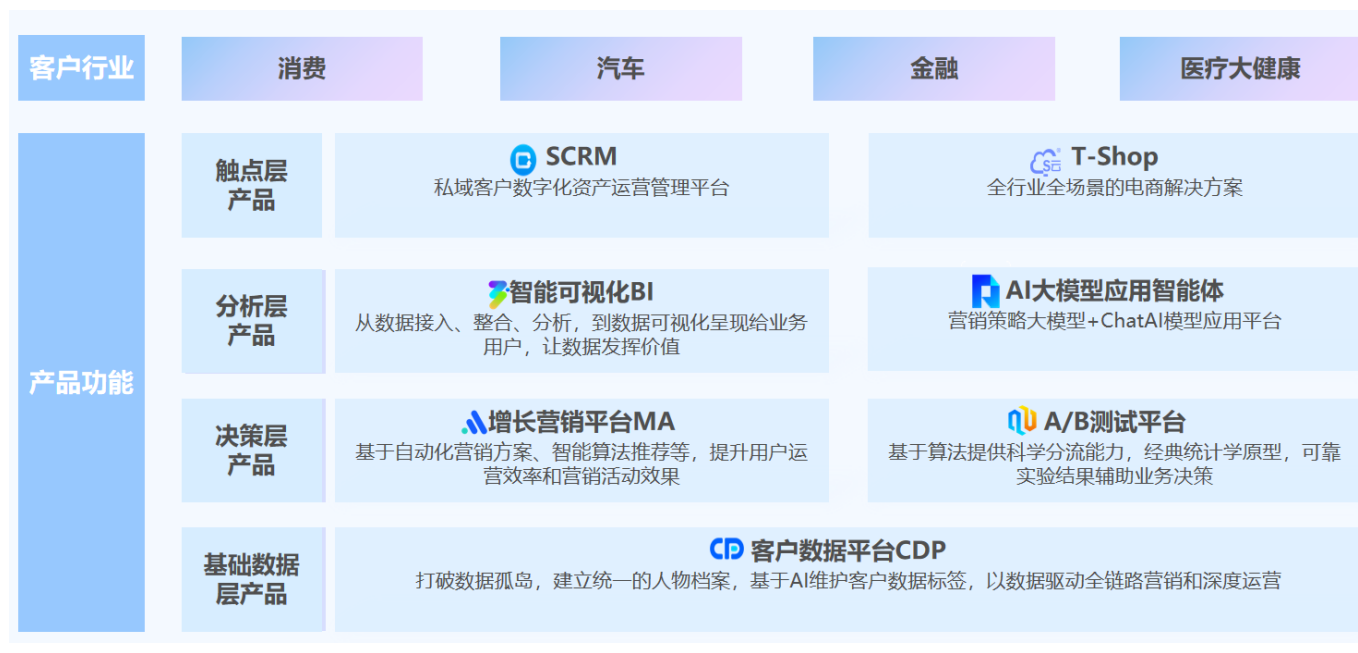 客户行业
消费
汽车
金融
医疗大健康
产品功能
触点层
产品
SCRM
私域客户数字化资产运营管理平台
S云
T-Shop
全行业全场景的电商解决方案
分析层
产品
智能可视化BI
从数据接入、整合、分析，到数据可视化呈现给业务
用户，让数据发挥价值
AI大模型应用智能体
营销策略大模型+ChatAI模型应用平台
决策层
产品
增长营销平台MA
基于自动化营销方案、智能算法推荐等，提升用户运
营效率和营销活动效果
A/B测试平台
基于算法提供科学分流能力，经典统计学原型，可靠
实验结果辅助业务决策
基础数据
层产品
客户数据平台CDP
打破数据孤岛，建立统一的人物档案，基于AI维护客户数据标签，以数据驱动全链路营销和深度运营